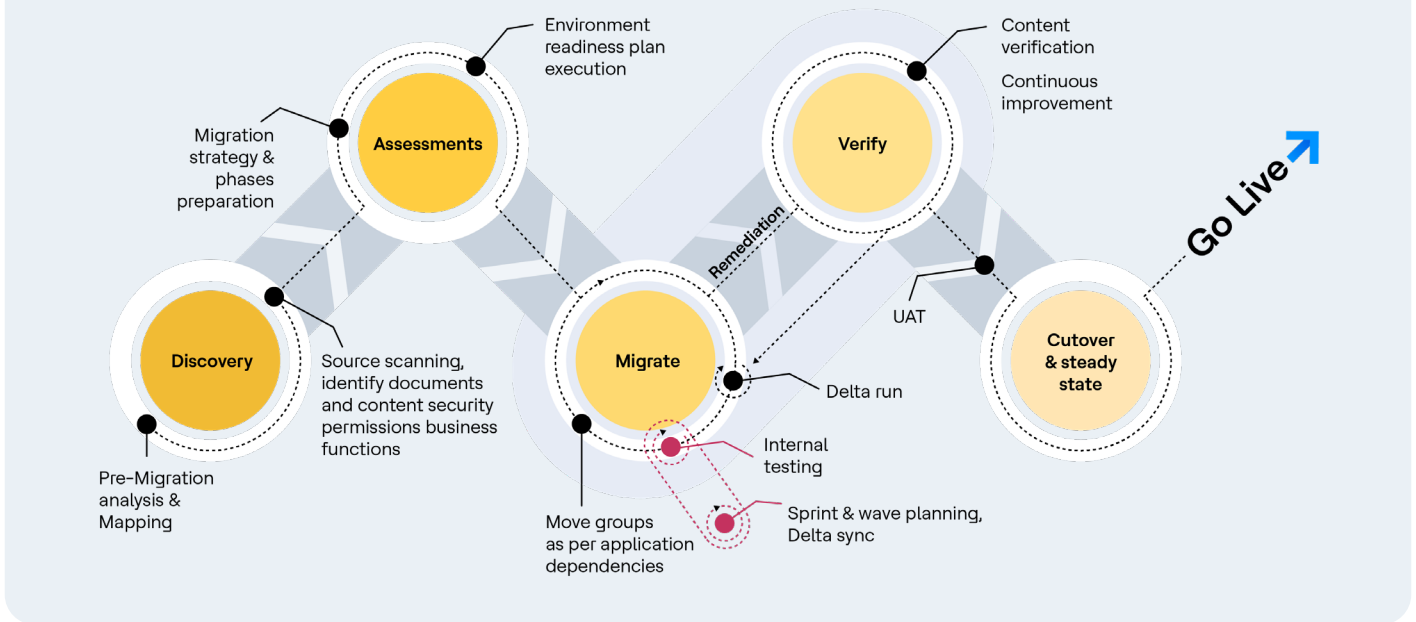 Environment
readiness plan
execution
Content
verification
Continuous
improvement
Migration
strategy &
phases
preparation
Assessments
Verify
Go Live
Remediation
UAT
Discovery
Source scanning,
identify documents
and content security
permissions business
functions
Migrate
Delta run
Cutover
& steady
state
Pre-Migration
analysis &
Mapping
Internal
testing
Move groups
as per application
dependencies
Sprint & wave planning,
Delta sync